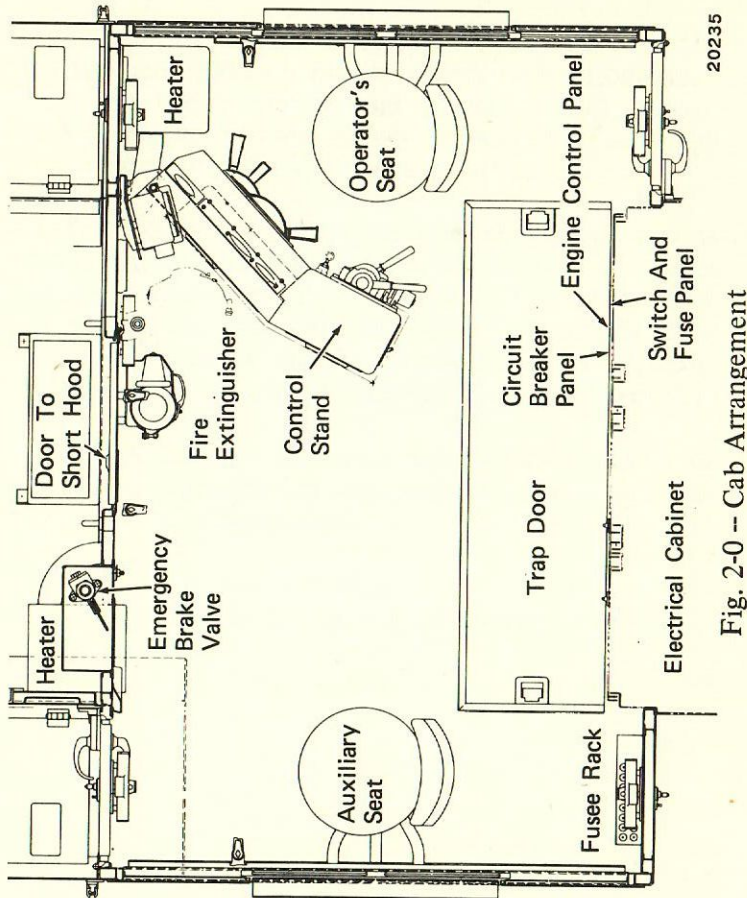 Heater
Door To
Short Hood
Heater
Emergency
Brake
Valve
Fire
Extinguisher
Control
Stand
Operator's
Seat
Auxiliary
Seat
Trap Door
Circuit
Breaker
Panel
Engine Control Panel
Switch And
Fuse Panel
Electrical Cabinet
Fusee Rack
20235
Fig. 2-0 -- Cab Arrangement